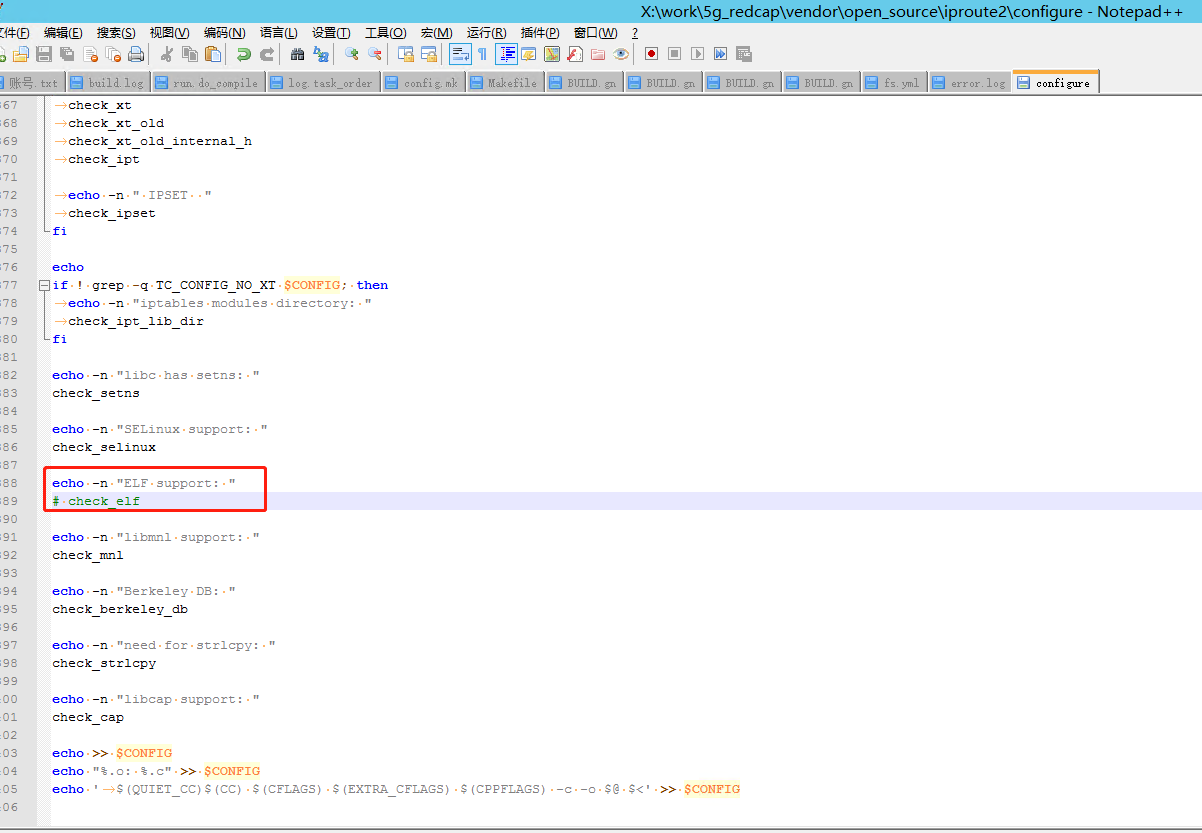 X:\work\5g_redcap\vendor\open_source\iproute2\configure - Notepad++
文件(F) 编辑(E) 搜索(S) 视图(V) 编码(N) 语言(L) 设置(T) 工具(O) 宏(M) 运行(R) 插件(P) 窗口(W) ?
账号.txt build.log run.do_compile log.task_order config.mk Makefile BUILD.gn BUILD.gn BUILD.gn BUILD.gn fs.yml error.log configure
367 check_xt
368 check_xt_old
369 check_xt_old_internal_h
370 check_ipt
371
372 echo -n " IPSET  "
373 check_ipset
374 fi
375
376 echo
377 if ! grep -q TC_CONFIG_NO_XT $CONFIG; then
378 echo -n "iptables modules directory: "
379 check_ipt_lib_dir
380 fi
381
382 echo -n "libc has setns: "
383 check_setns
384
385 echo -n "SELinux support: "
386 check_selinux
387
388 echo -n "ELF support: "
389 # check_elf
390
391 echo -n "libmnl support: "
392 check_mnl
393
394 echo -n "Berkeley DB: "
395 check_berkeley_db
396
397 echo -n "need for strlcpy: "
398 check_strlcpy
399
400 echo -n "libcap support: "
401 check_cap
402
403 echo >> $CONFIG
404 echo "%.o: %.c" >> $CONFIG
405 echo '	$(QUIET_CC)$(CC) $(CFLAGS) $(EXTRA_CFLAGS) $(CPPFLAGS) -c -o $@ $<' >> $CONFIG
406